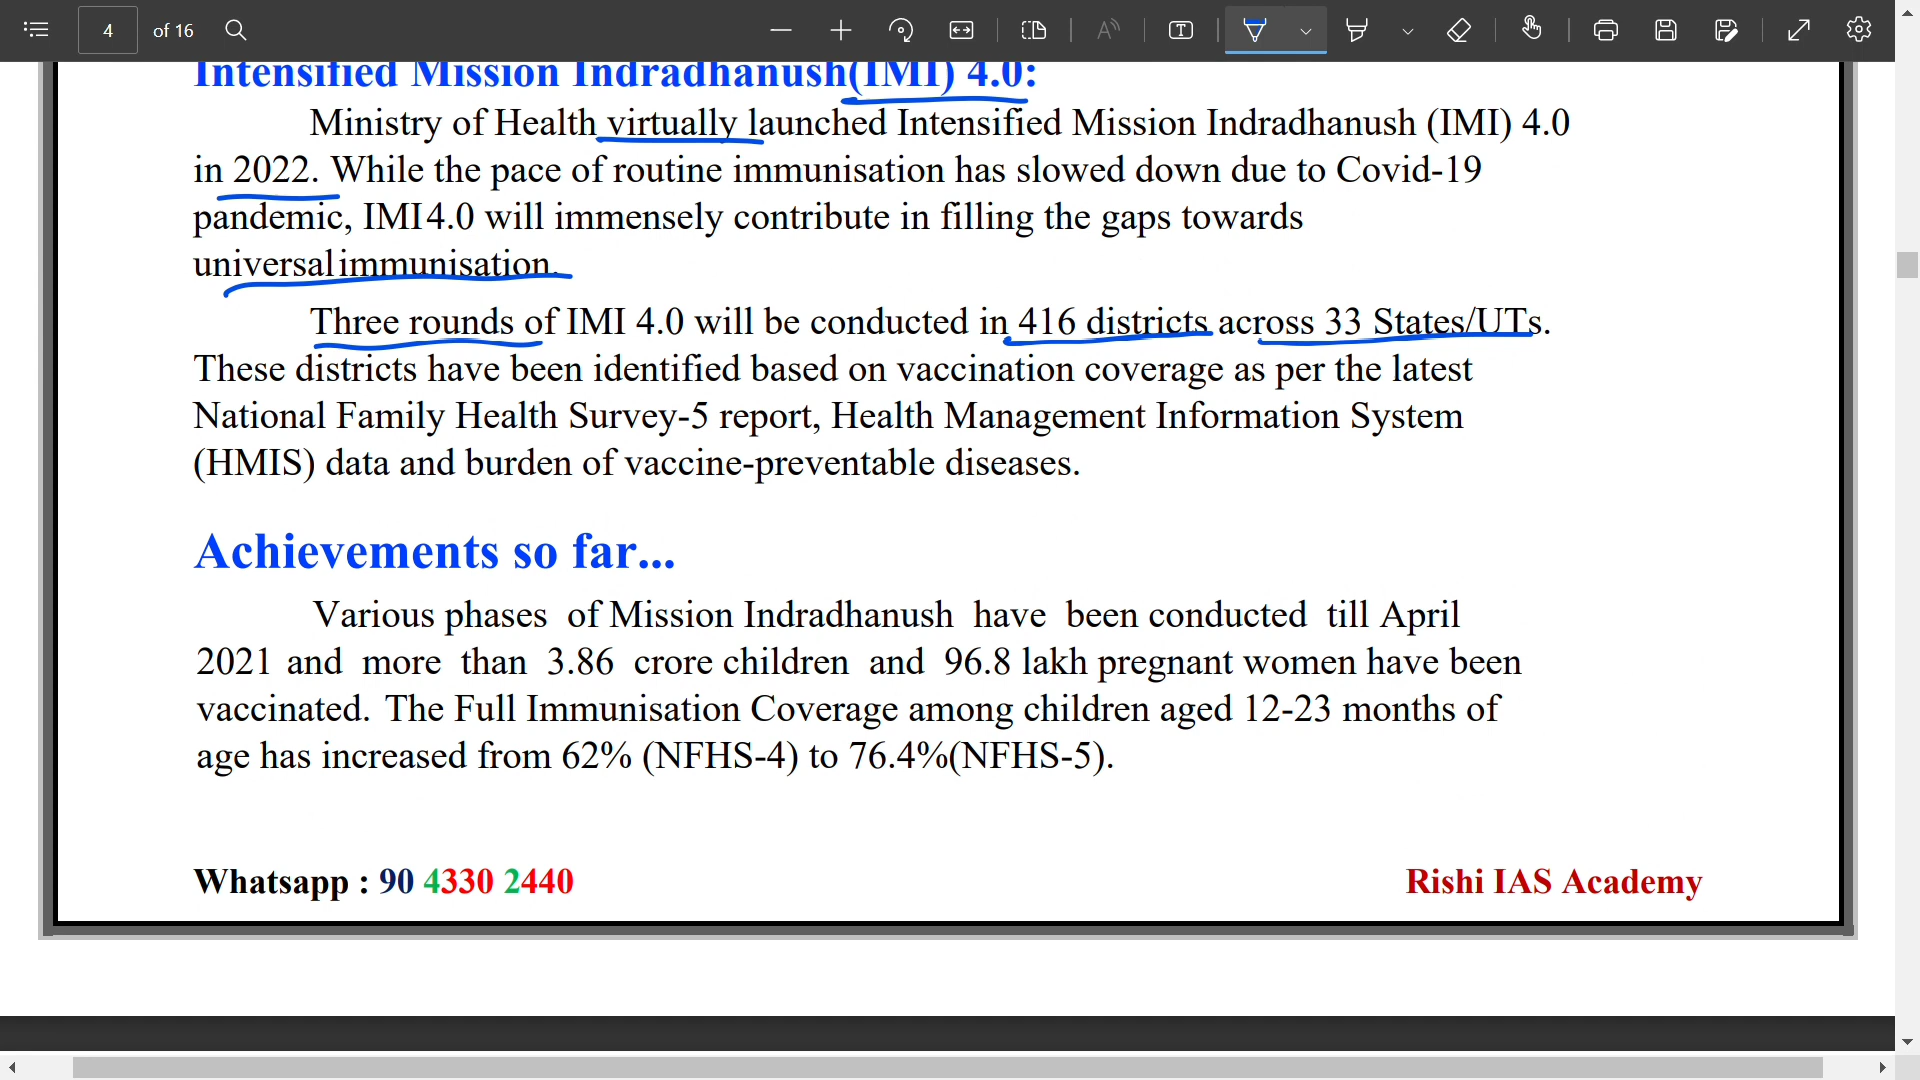 4 of 16
Intensified Mission Indradhanush(IMI) 4.0:
Ministry of Health virtually launched Intensified Mission Indradhanush (IMI) 4.0
in 2022. While the pace of routine immunisation has slowed down due to Covid-19
pandemic, IMI 4.0 will immensely contribute in filling the gaps towards
universal immunisation.
Three rounds of IMI 4.0 will be conducted in 416 districts across 33 States/UTs.
These districts have been identified based on vaccination coverage as per the latest
National Family Health Survey-5 report, Health Management Information System
(HMIS) data and burden of vaccine-preventable diseases.
Achievements so far...
Various phases of Mission Indradhanush have been conducted till April
2021 and more than 3.86 crore children and 96.8 lakh pregnant women have been
vaccinated. The Full Immunisation Coverage among children aged 12-23 months of
age has increased from 62% (NFHS-4) to 76.4%(NFHS-5).
Whatsapp : 90 4330 2440 Rishi IAS Academy